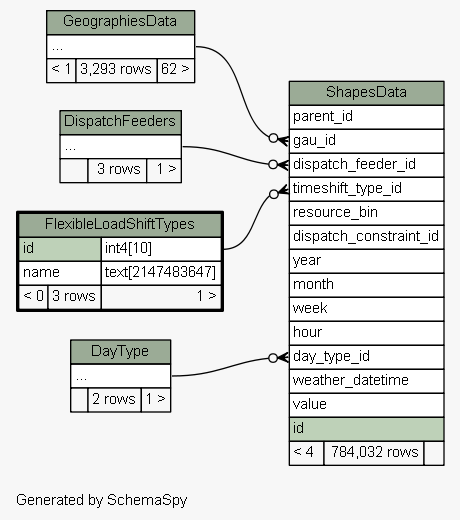 GeographiesData
...
< 1 3,293 rows 62 >
DispatchFeeders
...
3 rows 1 >
FlexibleLoadShiftTypes
id int4[10]
name text[2147483647]
< 0 3 rows 1 >
DayType
...
2 rows 1 >
ShapesData
parent_id
gau_id
dispatch_feeder_id
timeshift_type_id
resource_bin
dispatch_constraint_id
year
month
week
hour
day_type_id
weather_datetime
value
id
< 4 784,032 rows
Generated by SchemaSpy